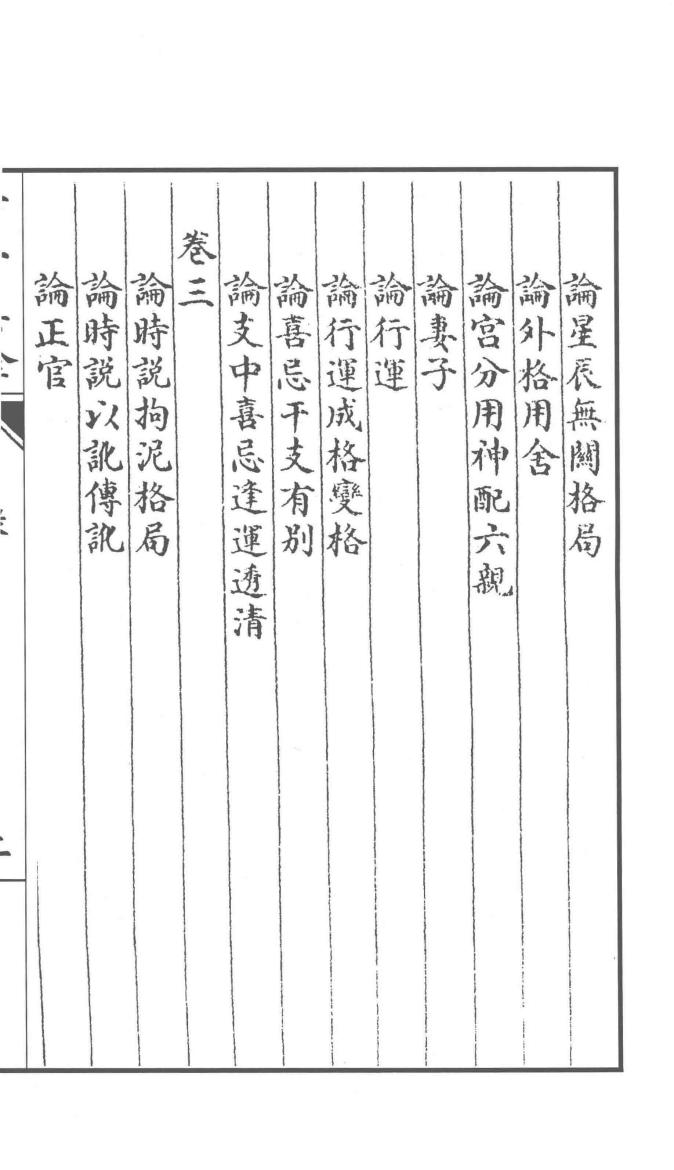 論星辰無關格局
論外格用舍
論宮分用神配六親
論妻子
論行運
論行運成格變格
論喜忌干支有別
論支中喜忌逢運透清
卷三
論時說拘泥格局
論時說以訛傳訛
論正官